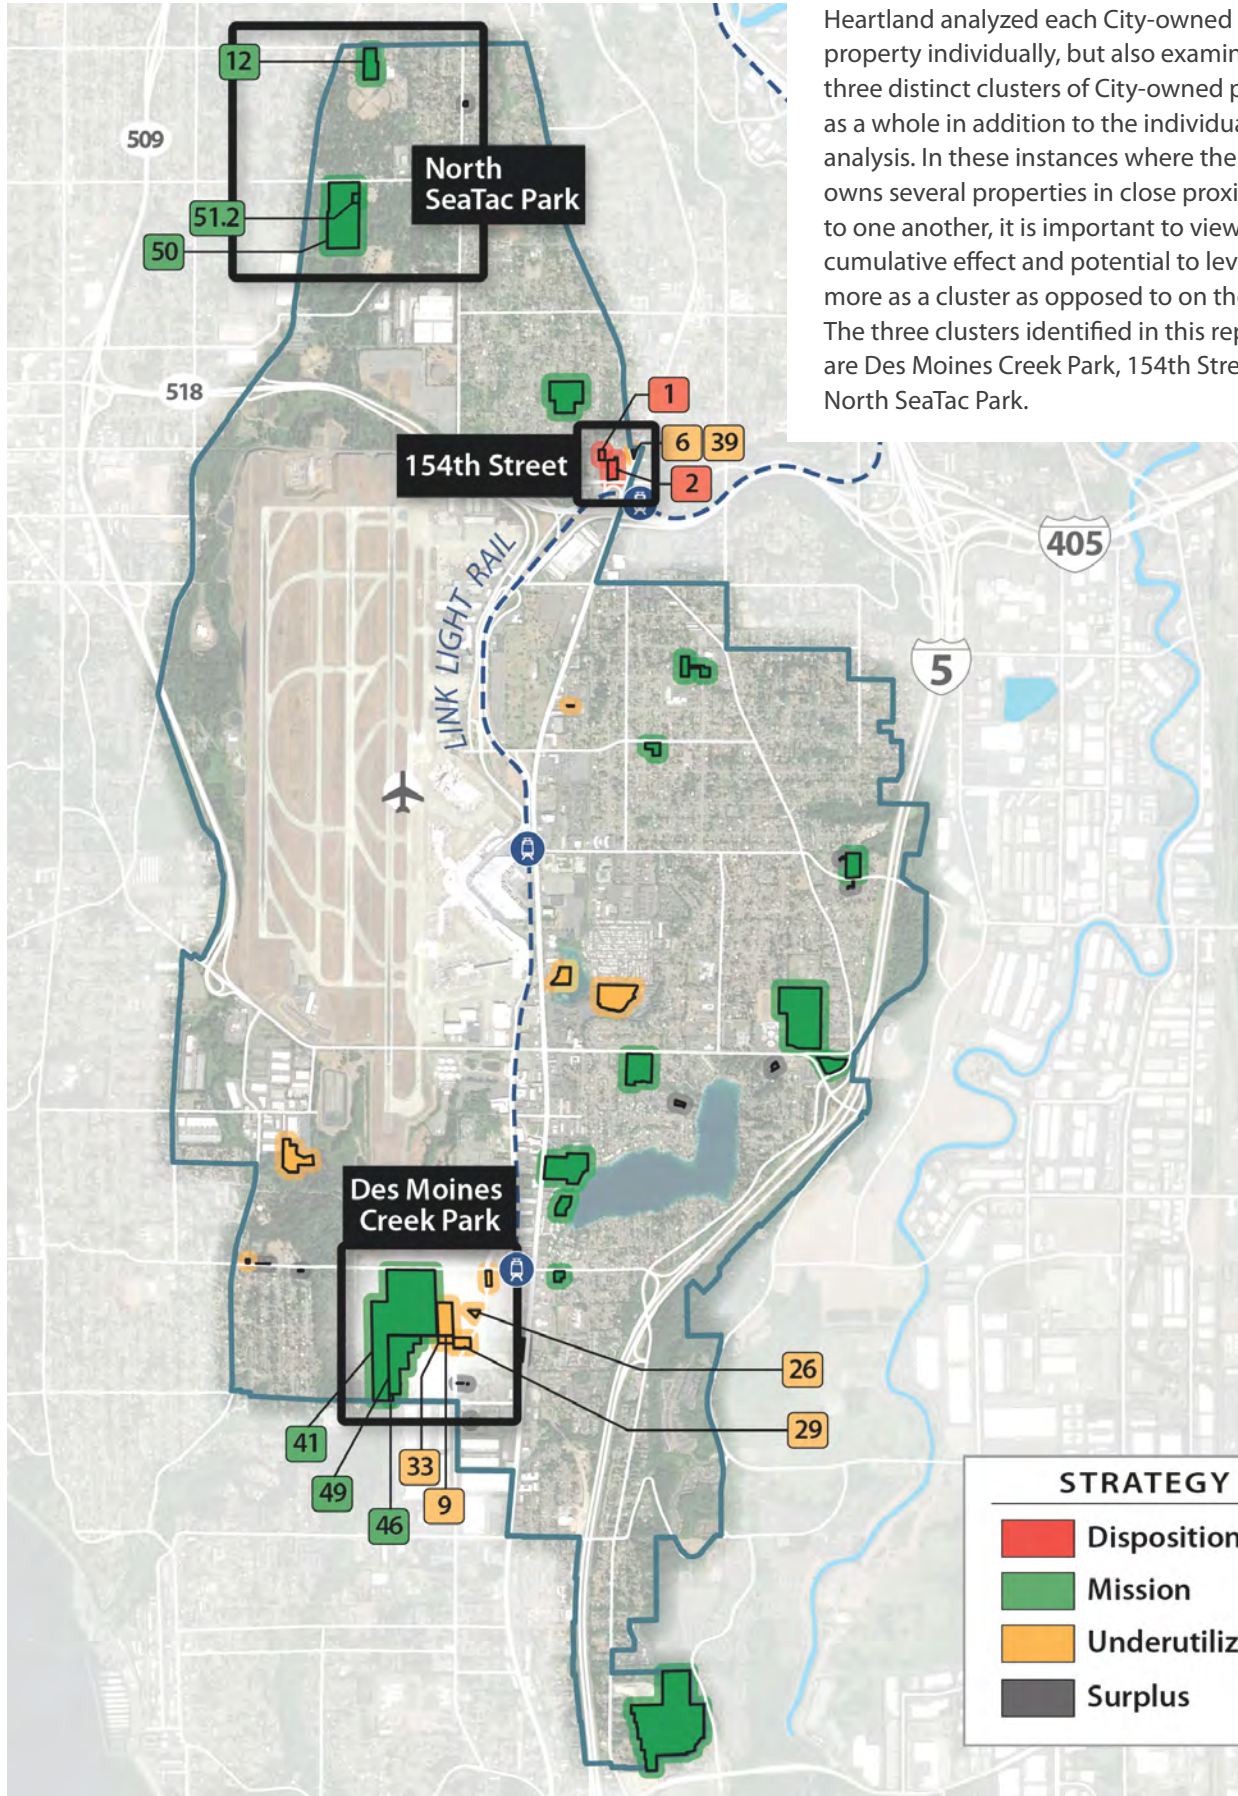 Heartland analyzed each City-owned
property individually, but also examin
three distinct clusters of City-owned p
as a whole in addition to the individua
analysis. In these instances where the
owns several properties in close proxi
to one another, it is important to view
cumulative effect and potential to lev
more as a cluster as opposed to on the
The three clusters identified in this rep
are Des Moines Creek Park, 154th Stre
North SeaTac Park.
12
509
North
SeaTac Park
51.2
50
518
1
6 39
154th Street
2
405
LINK LIGHT RAIL
5
Des Moines
Creek Park
26
29
41
33
49
9
46
STRATEGY
Disposition
Mission
Underutiliz
Surplus